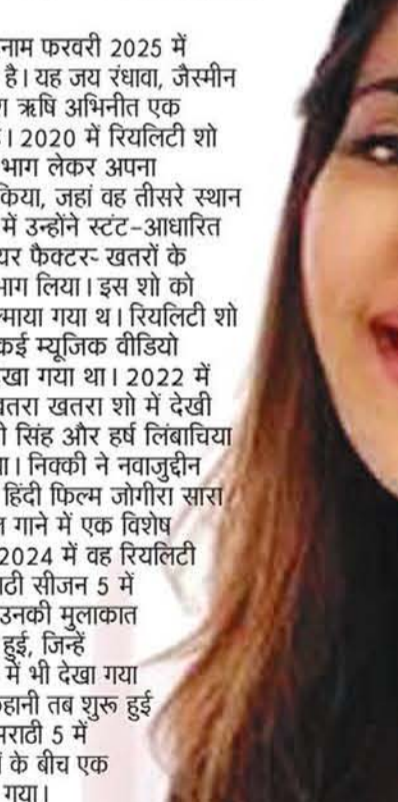 नाम फरवरी 2025 में
है। यह जय रंधावा, जैस्मीन
ऋषि अभिनीत एक
। 2020 में रियलिटी शो
भाग लेकर अपना
किया, जहां वह तीसरे स्थान
में उन्होंने स्टंट-आधारित
फैक्टर- खतरों के
भाग लिया। इस शो को
गया थ। रियलिटी शो
कई म्यूजिक वीडियो
गया था। 2022 में
खतरा शो में देखी
सिंह और हर्ष लिंबाचिया
। निक्की ने नवाजुद्दीन
हिंदी फिल्म जोगीरा सारा
गाने में एक विशेष
2024 में वह रियलिटी
सीजन 5 में
उनकी मुलाकात
हुई, जिन्हें
में भी देखा गया
तब शुरू हुई
5 में
के बीच एक
गया।